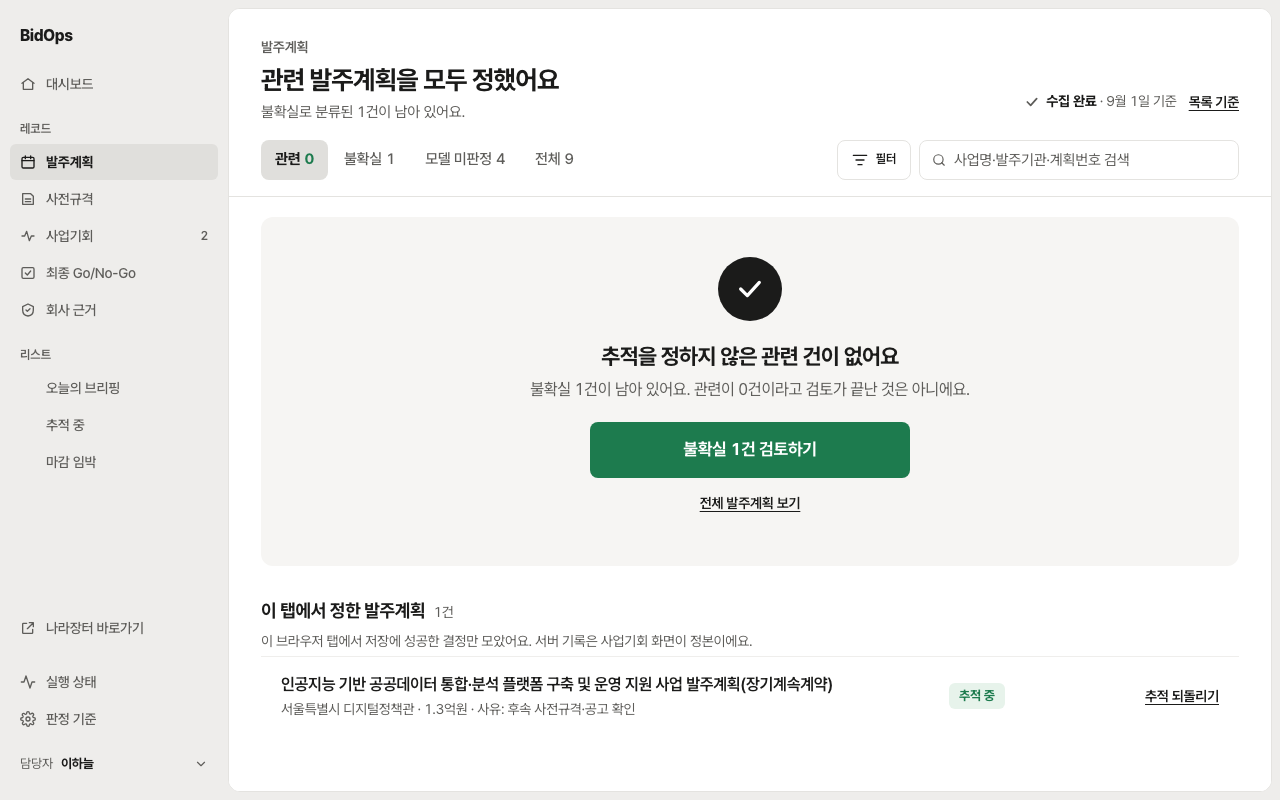 BidOps
대시보드
레코드
발주계획
사전규격
사업기회 2
최종 Go/No-Go
회사 근거
리스트
오늘의 브리핑
추적 중
마감 임박
나라장터 바로가기
실행 상태
판정 기준
담당자 이하늘
발주계획
관련 발주계획을 모두 정했어요
불확실로 분류된 1건이 남아 있어요.
수집 완료 · 9월 1일 기준 목록 기준
관련 0 불확실 1 모델 미판정 4 전체 9
필터 사업명·발주기관·계획번호 검색
추적을 정하지 않은 관련 건이 없어요
불확실 1건이 남아 있어요. 관련이 0건이라고 검토가 끝난 것은 아니에요.
불확실 1건 검토하기
전체 발주계획 보기
이 탭에서 정한 발주계획 1건
이 브라우저 탭에서 저장에 성공한 결정만 모았어요. 서버 기록은 사업기회 화면이 정본이에요.
인공지능 기반 공공데이터 통합·분석 플랫폼 구축 및 운영 지원 사업 발주계획(장기계속계약)
서울특별시 디지털정책관 · 1.3억원 · 사유: 후속 사전규격·공고 확인
추적 중
추적 되돌리기